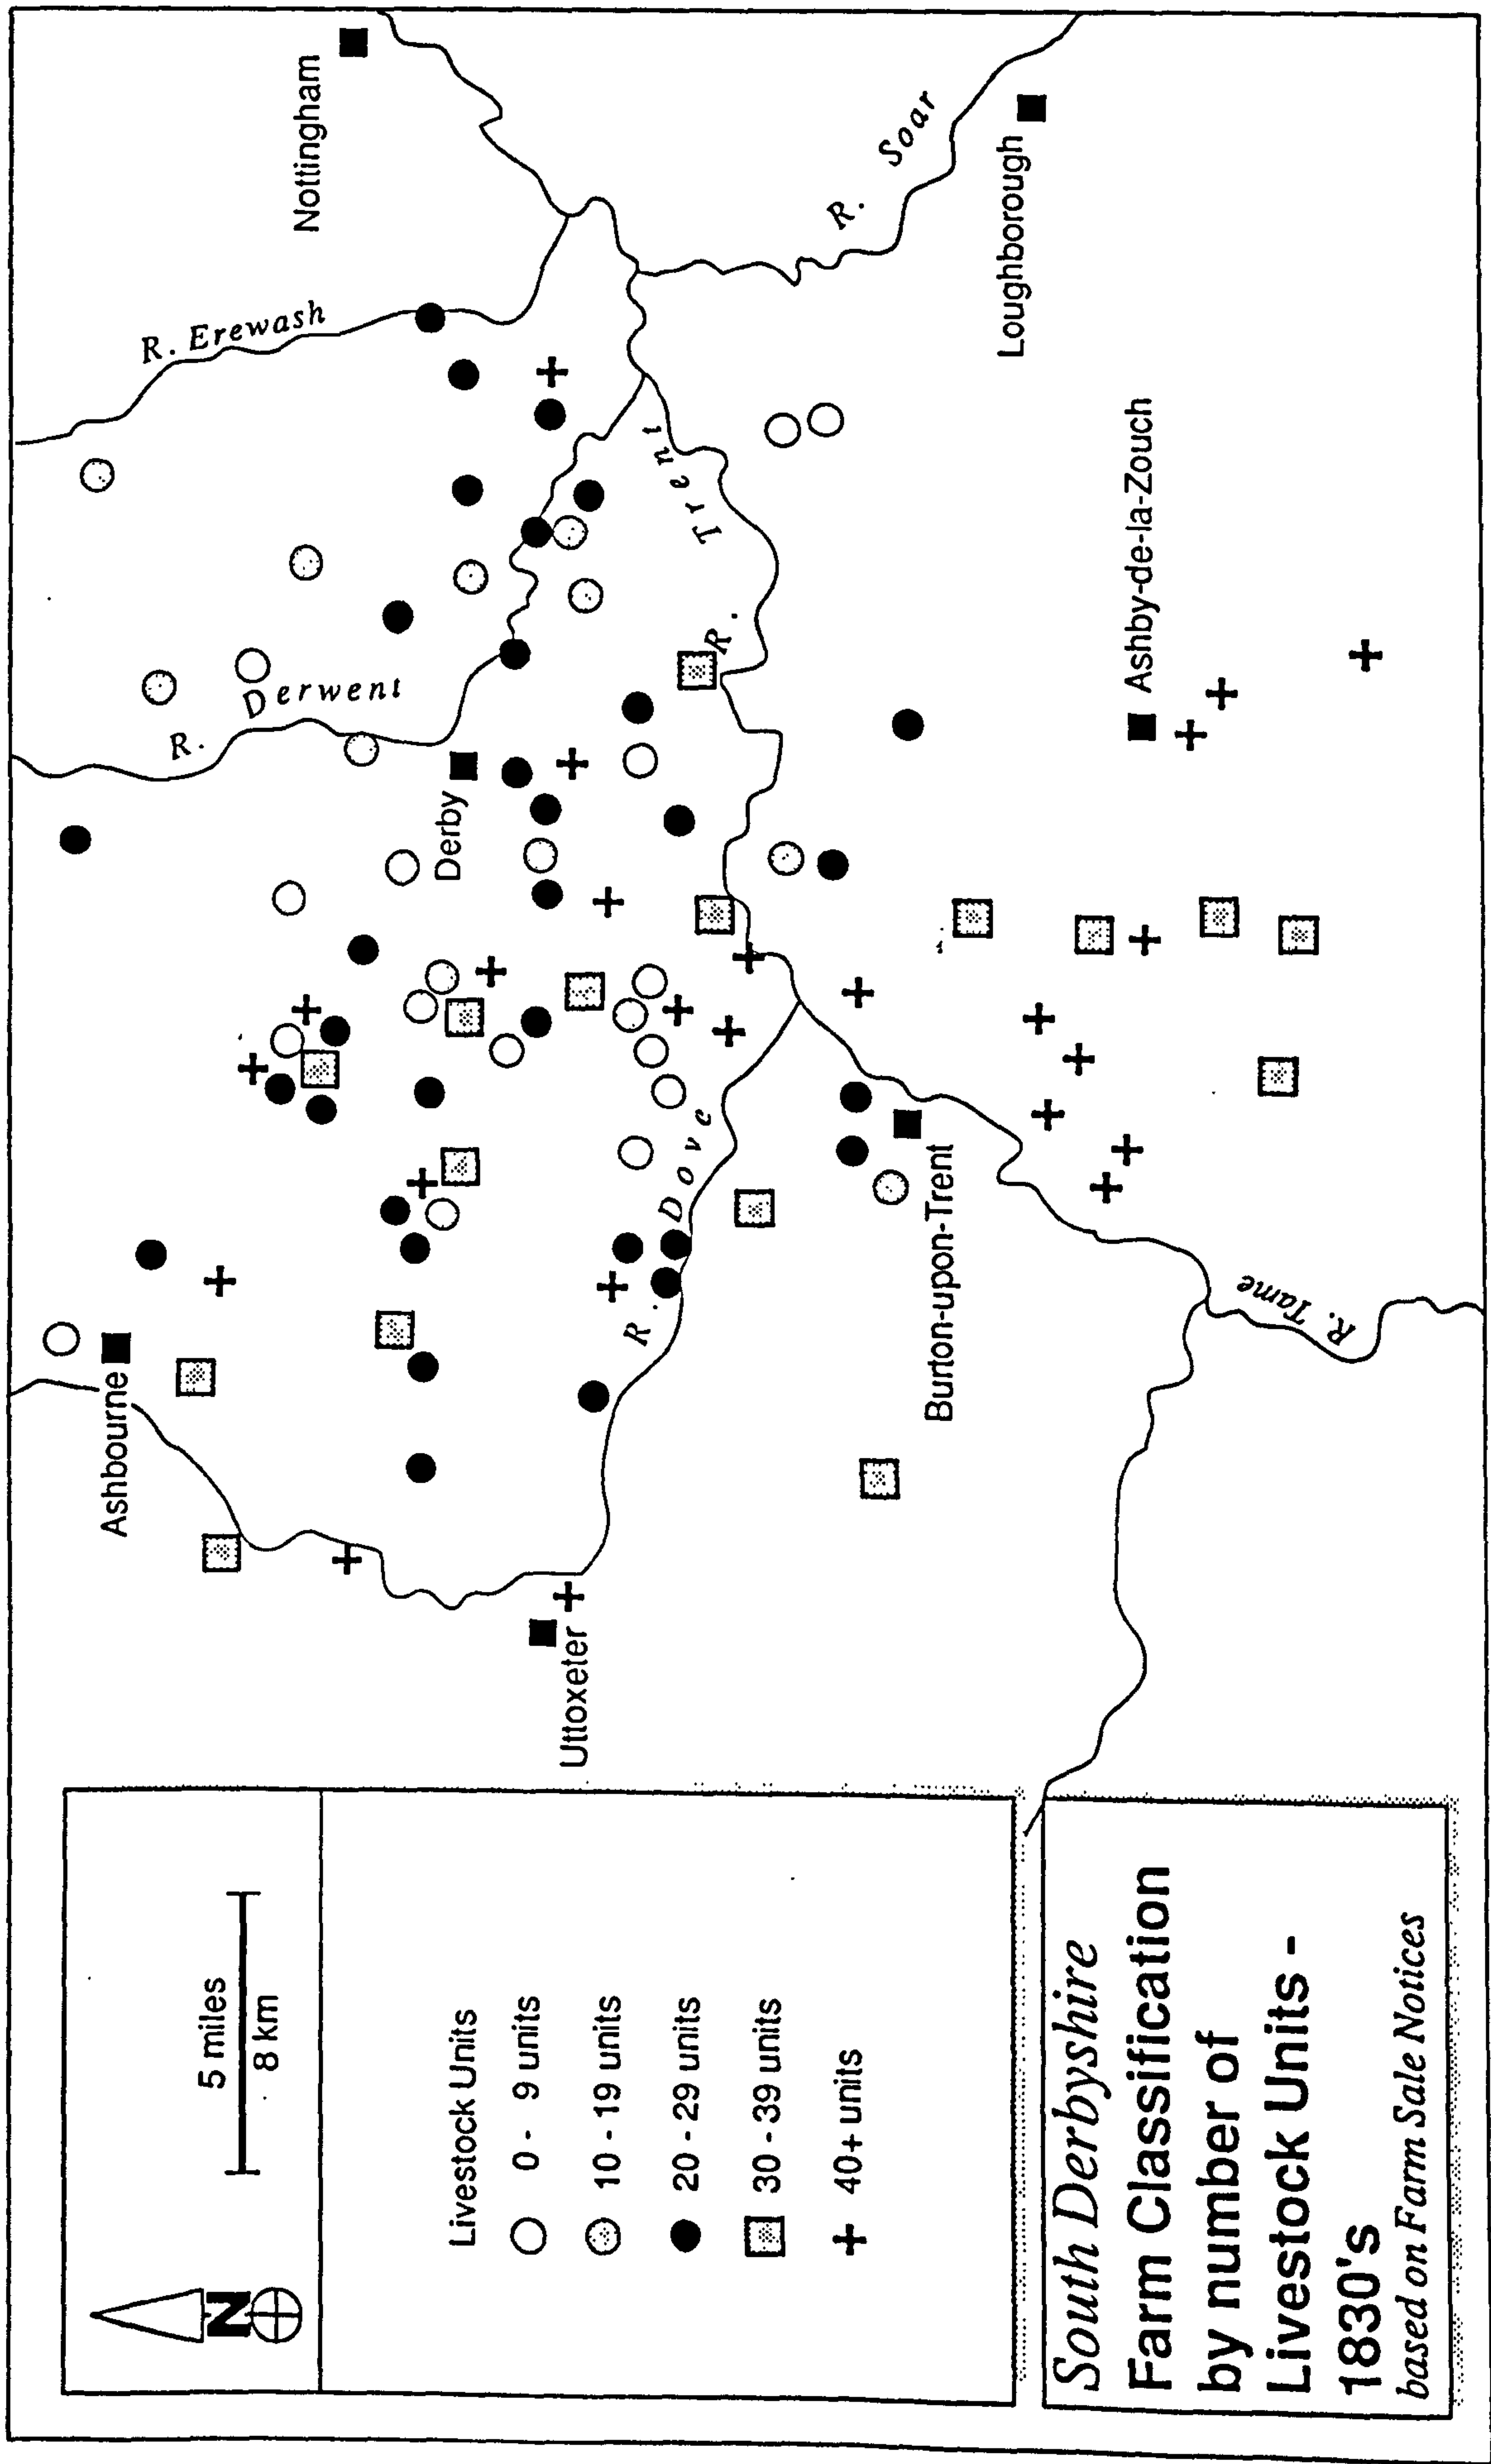 Nottingham
R. Erewash
R. Soar
Loughborough
R. Derwent
R. Trent
Derby
Ashby-de-la-Zouch
R. Dove
Ashbourne
Burton-upon-Trent
R. Tame
Uttoxeter
5 miles
8 km
N
Livestock Units
0 - 9 units
10 - 19 units
20 - 29 units
30 - 39 units
40+ units
South Derbyshire
Farm Classification
by number of
Livestock Units -
1830's
based on Farm Sale Notices